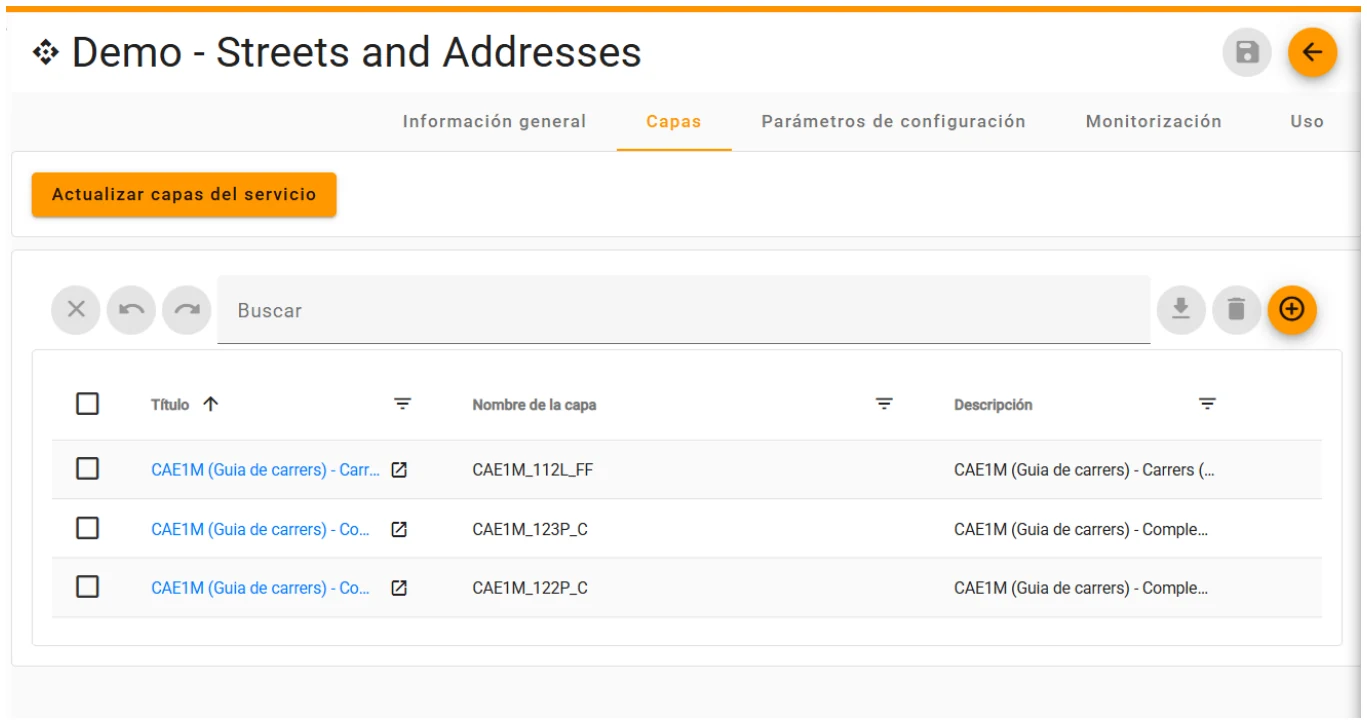 Demo - Streets and Addresses
Información general Capas Parámetros de configuración Monitorización Uso
Actualizar capas del servicio
Buscar
Título Nombre de la capa Descripción
CAE1M (Guia de carrers) - Carr... CAE1M_112L_FF CAE1M (Guia de carrers) - Carrers (...
CAE1M (Guia de carrers) - Co... CAE1M_123P_C CAE1M (Guia de carrers) - Comple...
CAE1M (Guia de carrers) - Co... CAE1M_122P_C CAE1M (Guia de carrers) - Comple...